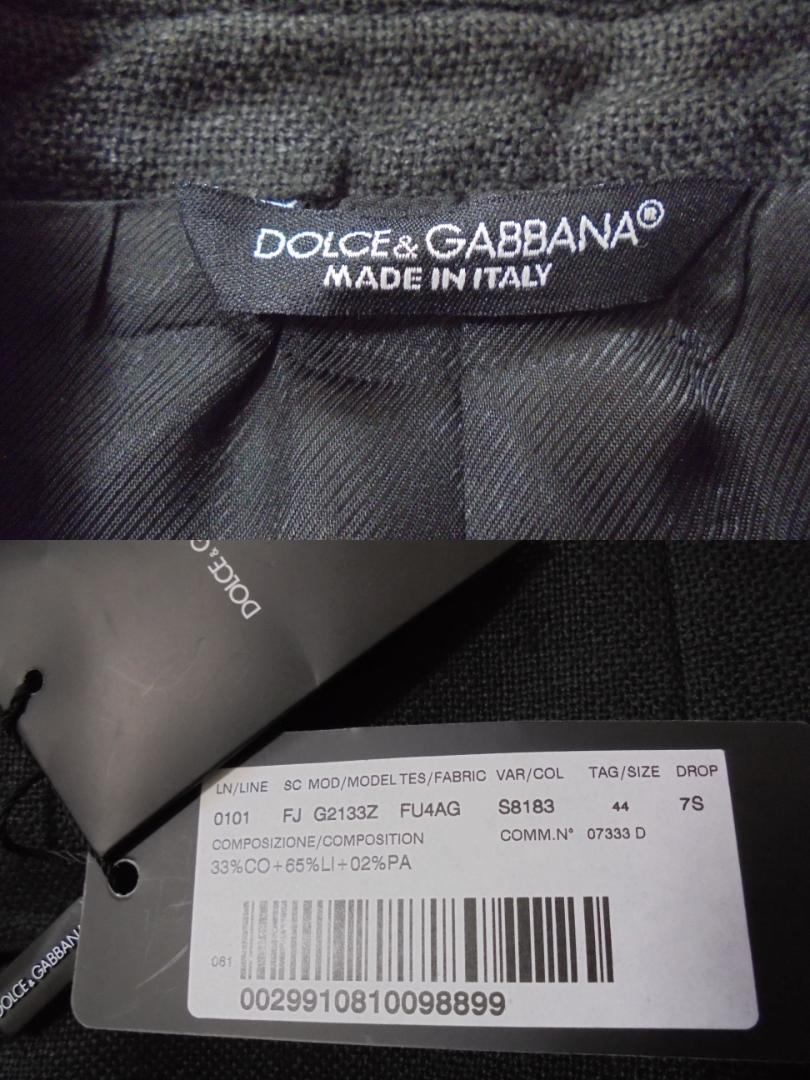 DOLCE & GABBANA®
MADE IN ITALY
DOLCE &
LN/LINE SC MOD/MODEL TES/FABRIC VAR/COL TAG/SIZE DROP
0101 FJ G2133Z FU4AG S8183 44 7S
COMPOSIZIONE/COMPOSITION COMM.N° 07333 D
33%CO+65%LI+02%PA
081
0029910810098899
DOLCE & GABBANA